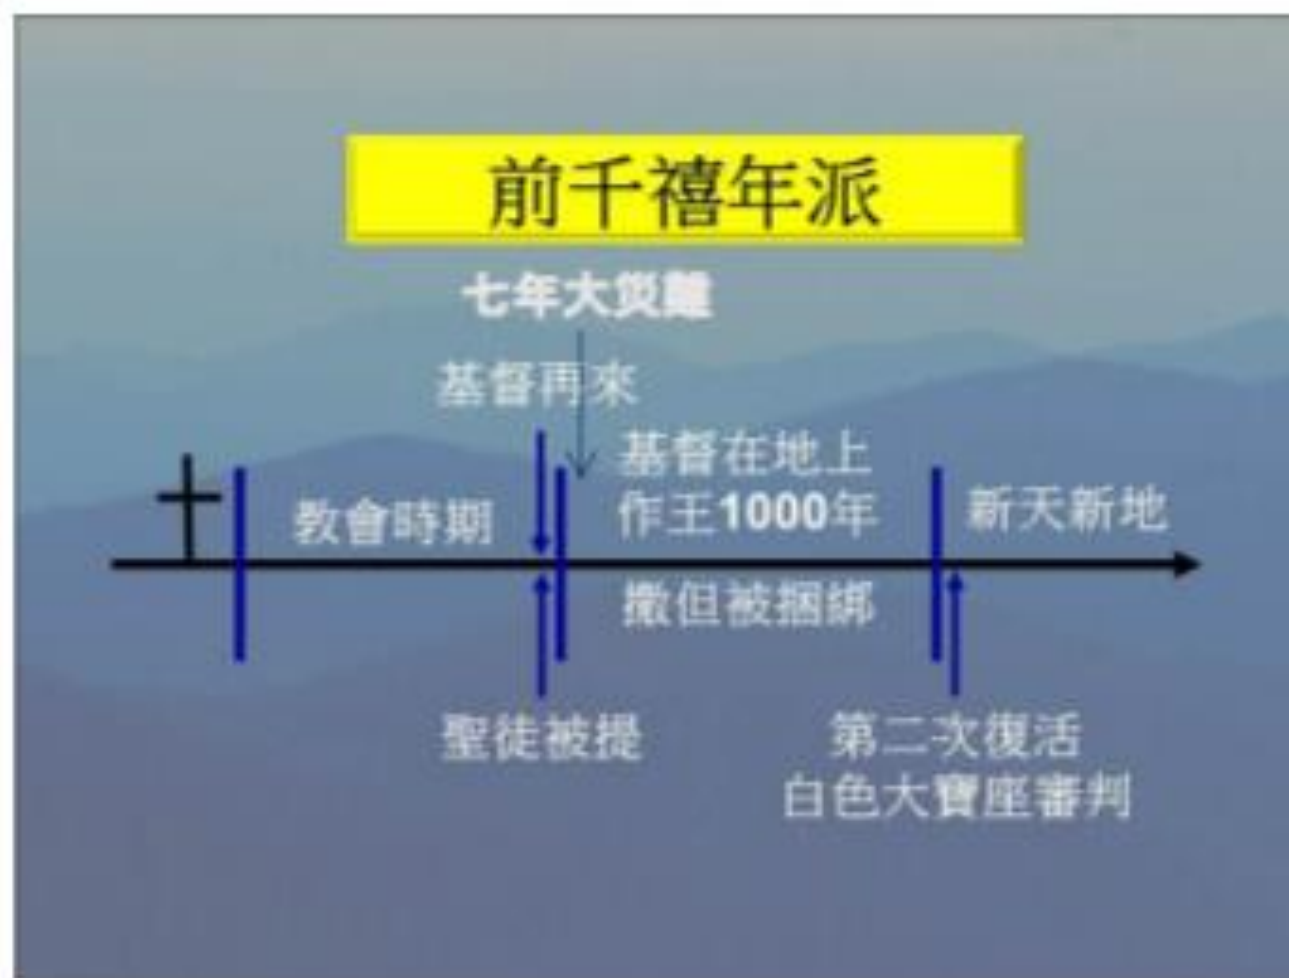 前千禧年派
七年大災難
基督再來
基督在地上
作王1000年
教會時期
新天新地
撒但被捆綁
聖徒被提
第二次復活
白色大寶座審判